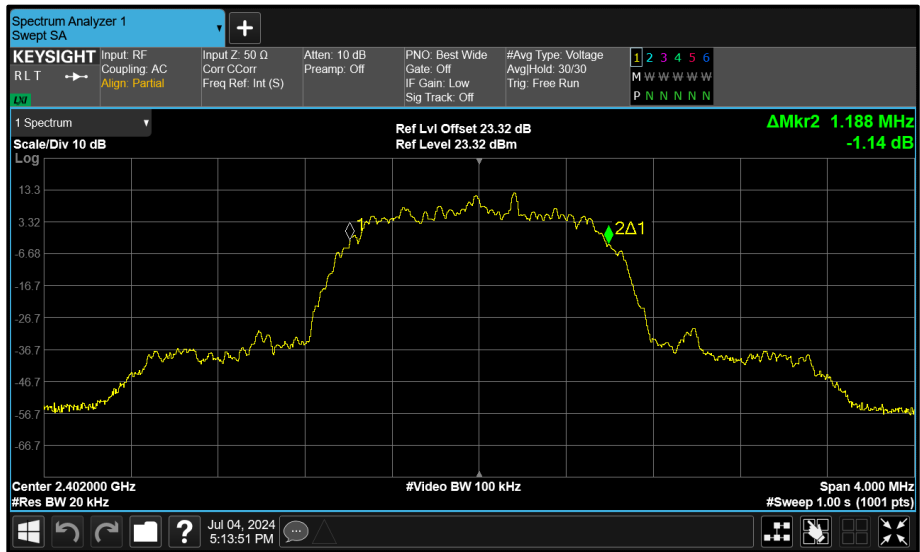 Spectrum Analyzer 1
Swept SA
+
KEYSIGHT
R L T
LXI
Input: RF
Coupling: AC
Align: Partial
Input Z: 50 Ω
Corr CCorr
Freq Ref: Int (S)
Atten: 10 dB
Preamp: Off
PNO: Best Wide
Gate: Off
IF Gain: Low
Sig Track: Off
#Avg Type: Voltage
Avg|Hold: 30/30
Trig: Free Run
1 2 3 4 5 6
M W W W W W
P N N N N N
1 Spectrum
Scale/Div 10 dB
Log
Ref Lvl Offset 23.32 dB
Ref Level 23.32 dBm
ΔMkr2 1.188 MHz
-1.14 dB
13.3
3.32
-6.68
-16.7
-26.7
-36.7
-46.7
-56.7
-66.7
1
2Δ1
Center 2.402000 GHz
#Video BW 100 kHz
Span 4.000 MHz
#Res BW 20 kHz
#Sweep 1.00 s (1001 pts)
?
Jul 04, 2024
5:13:51 PM